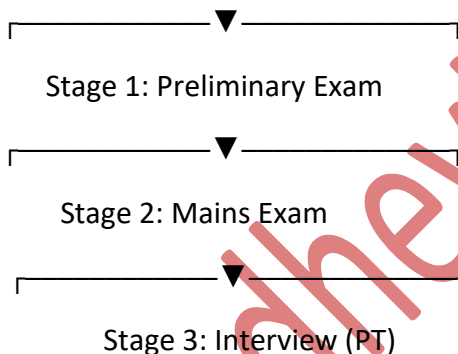 Stage 1: Preliminary Exam
Stage 2: Mains Exam
Stage 3: Interview (PT)